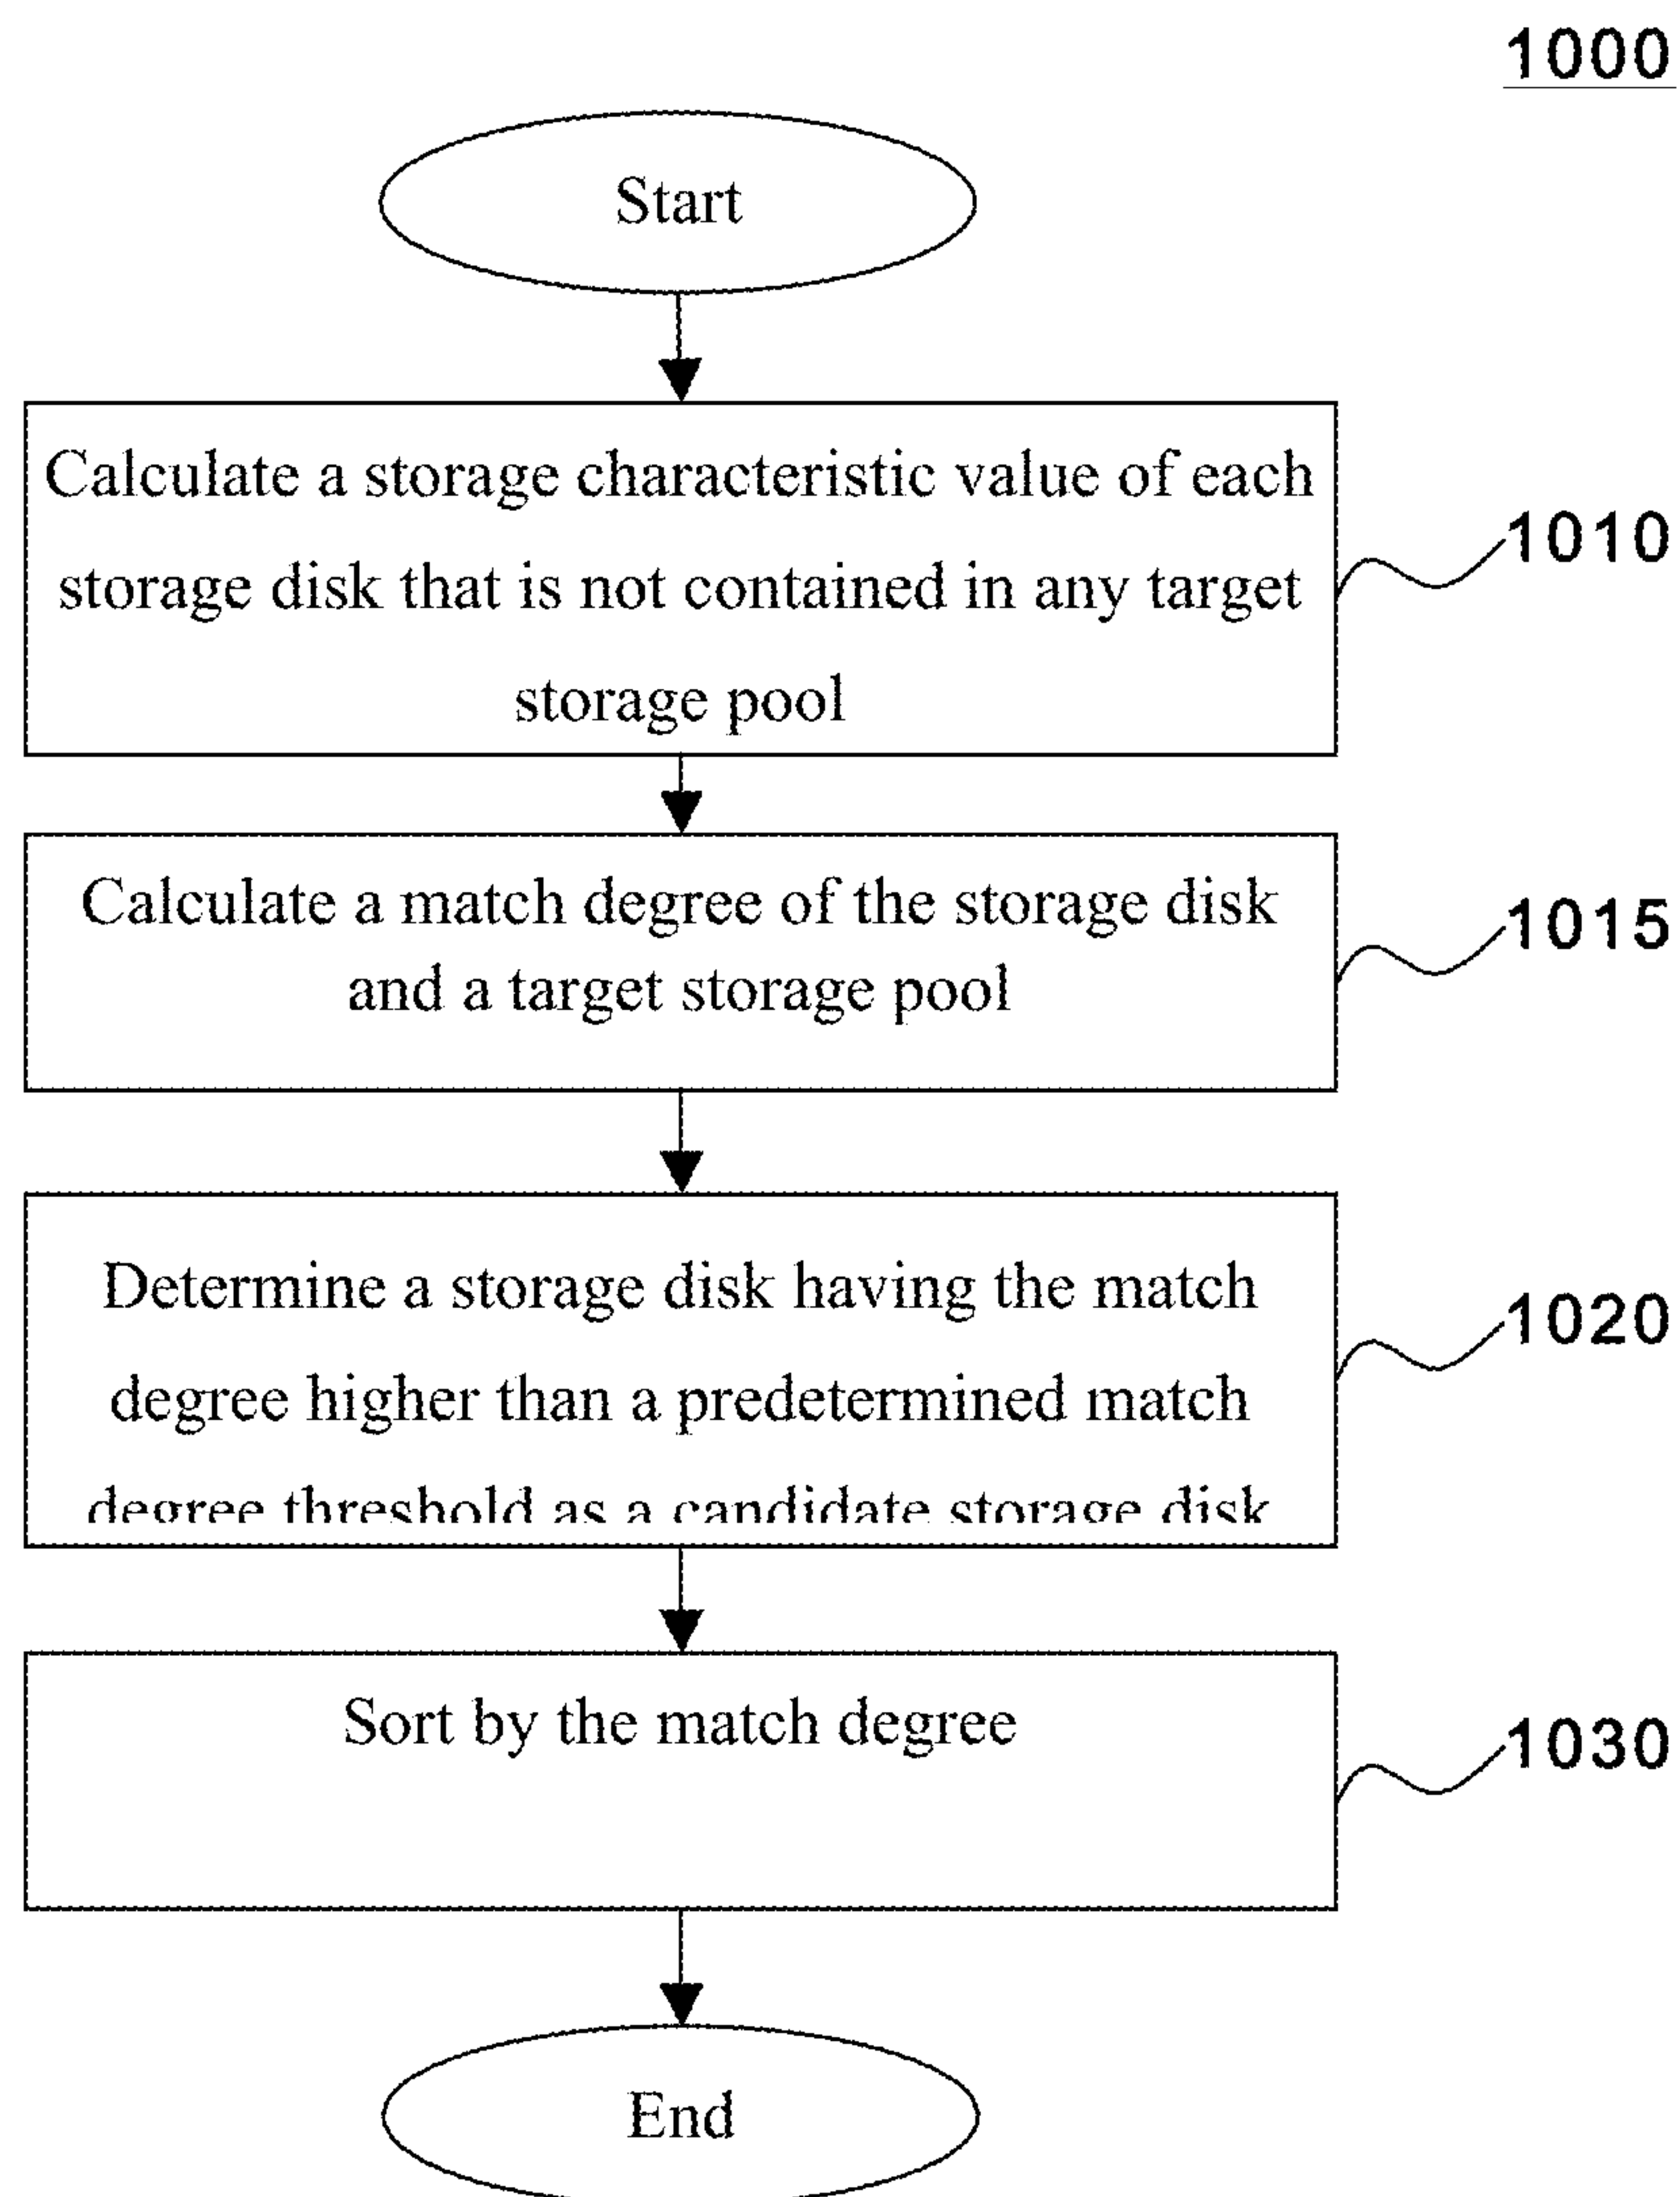 1000
Start
Calculate a storage characteristic value of each
storage disk that is not contained in any target
storage pool
1010
Calculate a match degree of the storage disk
and a target storage pool
1015
Determine a storage disk having the match
degree higher than a predetermined match
degree threshold as a candidate storage disk
1020
Sort by the match degree
1030
End